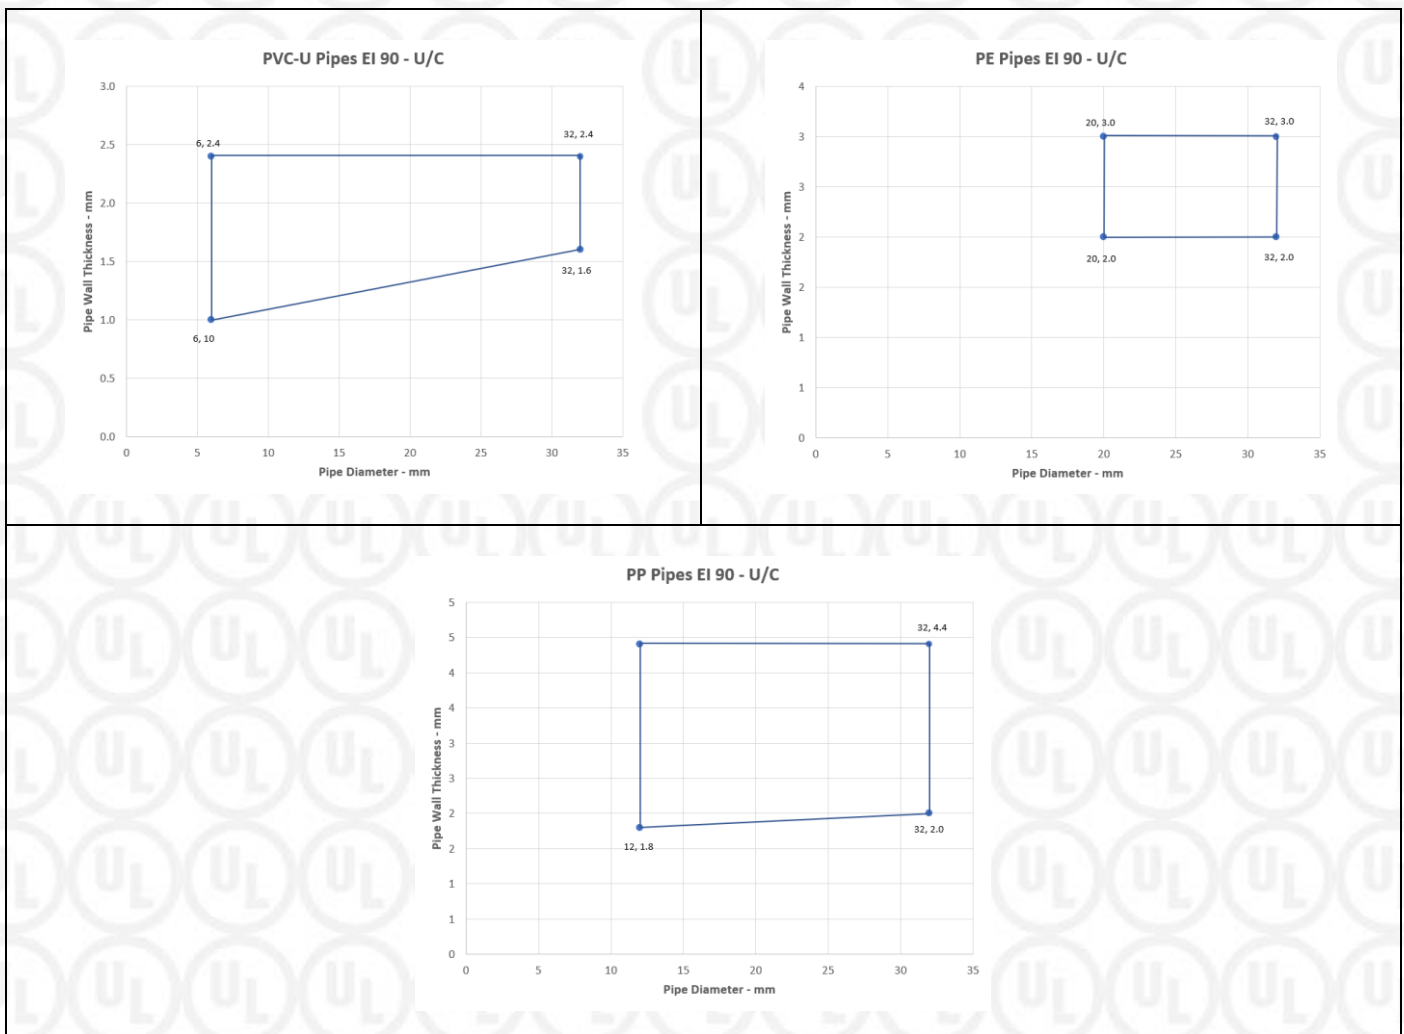 PVC-U Pipes EI 90 - U/C
3.0
2.5
2.0
1.5
1.0
0.5
0.0
6, 2.4
32, 2.4
32, 1.6
6, 10
0 5 10 15 20 25 30 35
Pipe Wall Thickness - mm
Pipe Diameter - mm
PE Pipes EI 90 - U/C
4
3
3
2
2
1
1
0
20, 3.0
32, 3.0
20, 2.0
32, 2.0
0 5 10 15 20 25 30 35
Pipe Wall Thickness - mm
Pipe Diameter - mm
PP Pipes EI 90 - U/C
5
5
4
4
3
3
2
2
1
1
0
32, 4.4
12, 1.8
32, 2.0
0 5 10 15 20 25 30 35
Pipe Wall Thickness - mm
Pipe Diameter - mm
UL